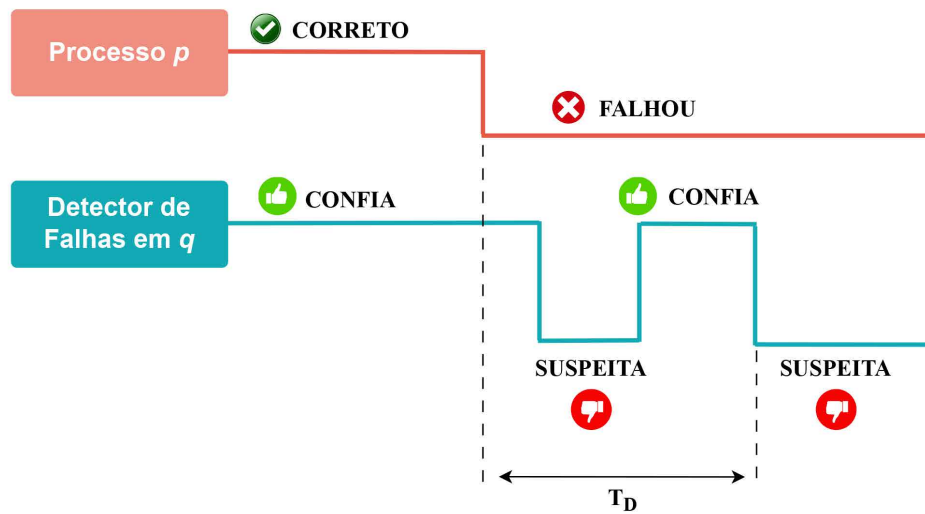 CORRETO
Processo p
FALHOU
Detector de
Falhas em q
CONFIA
CONFIA
SUSPEITA
SUSPEITA
TD